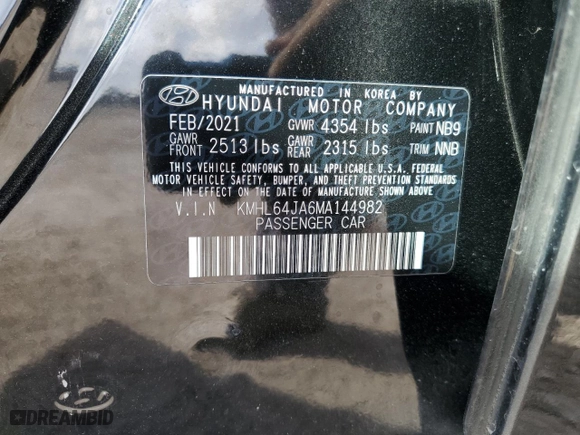 MANUFACTURED IN KOREA BY
HYUNDAI MOTOR COMPANY
FEB/2021 GVWR 4354 lbs PAINT NB9
GAWR FRONT 2513 lbs GAWR REAR 2315 lbs TRIM NNB
THIS VEHICLE CONFORMS TO ALL APPLICABLE U.S.A. FEDERAL
MOTOR VEHICLE SAFETY, BUMPER, AND THEFT PREVENTION STANDARDS
IN EFFECT ON THE DATE OF MANUFACTURE SHOWN ABOVE.
V.I.N KMHL64JA6MA144982
PASSENGER CAR
DREAMBID